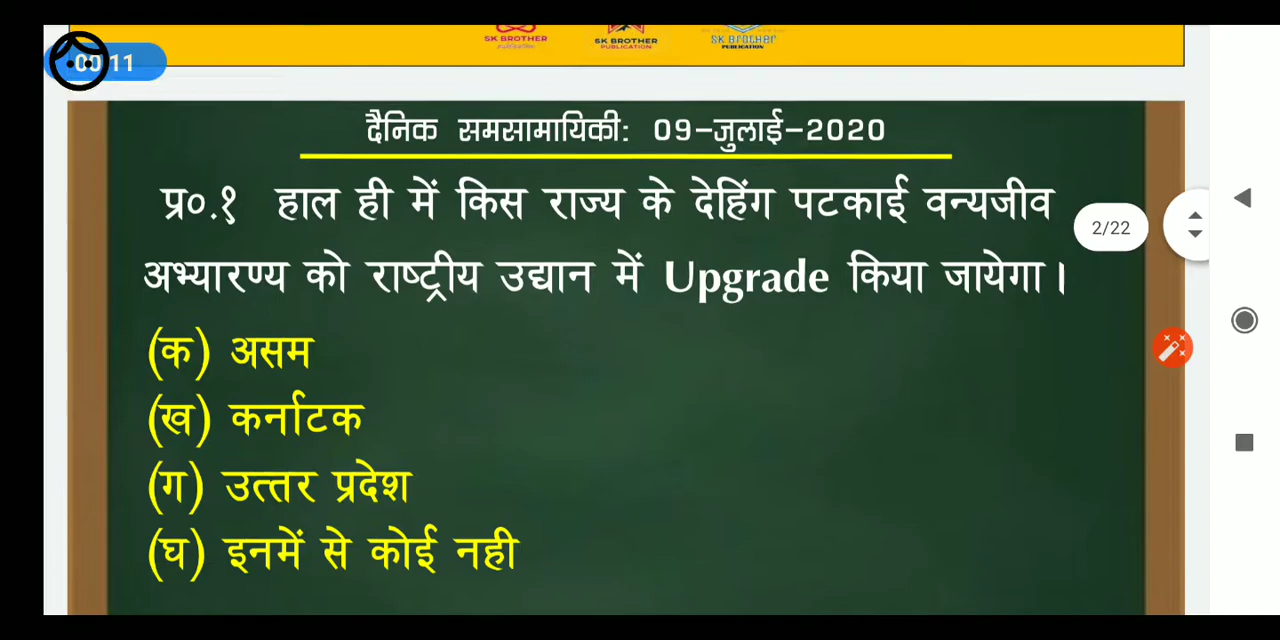 SK BROTHER
Publication
SK BROTHER
PUBLICATION
SK Brother
PUBLICATION
00:11
दैनिक समसामायिकी: 09-जुलाई-2020
प्र०.१ हाल ही में किस राज्य के देहिंग पटकाई वन्यजीव
2/22
अभ्यारण्य को राष्ट्रीय उद्यान में Upgrade किया जायेगा।
(क) असम
(ख) कर्नाटक
(ग) उत्तर प्रदेश
(घ) इनमें से कोई नही